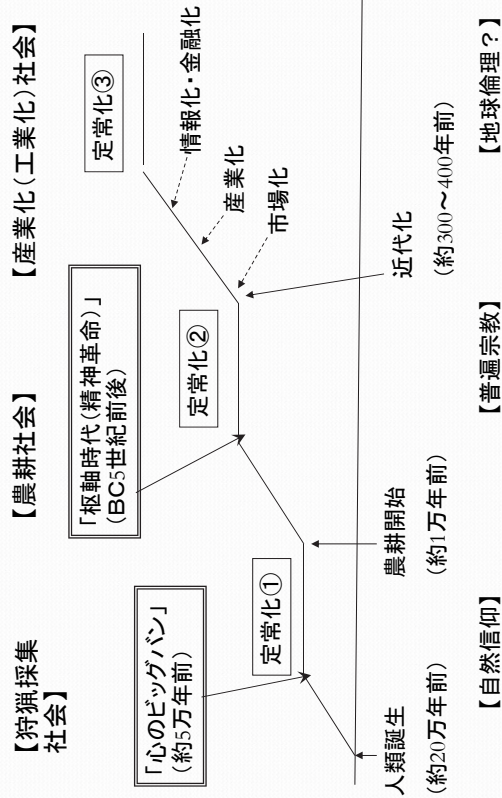 【狩猟採集
社会】
【農耕社会】
【産業化(工業化)社会】
「心のビッグバン」
(約5万年前)
「枢軸時代(精神革命)」
(BC5世紀前後)
定常化①
定常化②
定常化③
情報化・金融化
産業化
市場化
人類誕生
(約20万年前)
農耕開始
(約1万年前)
近代化
(約300～400年前)
【自然信仰】
【普遍宗教】
【地球倫理？】